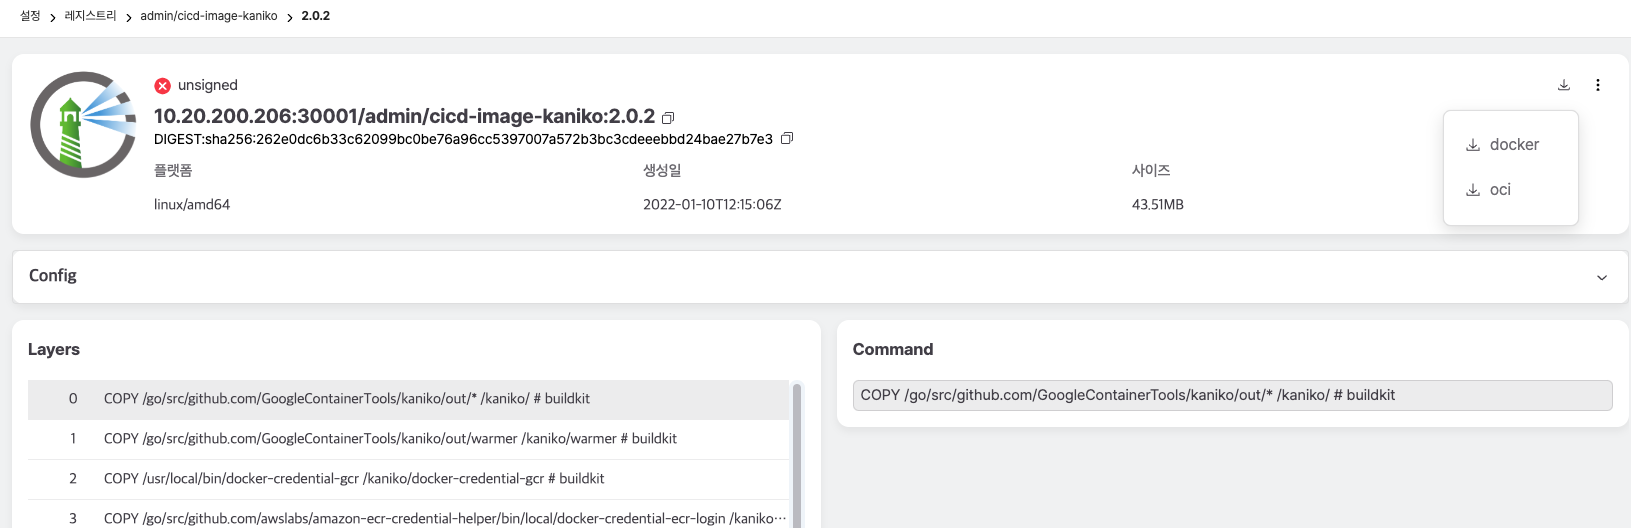 설정 > 레지스트리 > admin/cicd-image-kaniko > 2.0.2
unsigned
10.20.200.206:30001/admin/cicd-image-kaniko:2.0.2
DIGEST:sha256:262e0dc6b33c62099bc0be76a96cc5397007a572b3bc3cdeeebbd24bae27b7e3
플랫폼 생성일 사이즈
linux/amd64 2022-01-10T12:15:06Z 43.51MB
docker
oci
Config
Layers
0 COPY /go/src/github.com/GoogleContainerTools/kaniko/out/* /kaniko/ # buildkit
1 COPY /go/src/github.com/GoogleContainerTools/kaniko/out/warmer /kaniko/warmer # buildkit
2 COPY /usr/local/bin/docker-credential-gcr /kaniko/docker-credential-gcr # buildkit
3 COPY /go/src/github.com/awslabs/amazon-ecr-credential-helper/bin/local/docker-credential-ecr-login /kaniko···
Command
COPY /go/src/github.com/GoogleContainerTools/kaniko/out/* /kaniko/ # buildkit